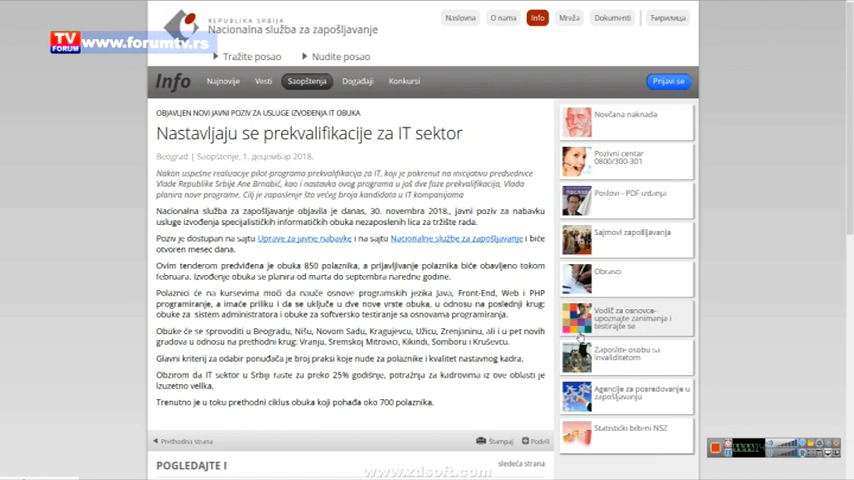 REPUBLIKA SRBIJA
Nacionalna služba za zapošljavanje
Naslovna
O nama
Info
Mreža
Dokumenti
Ћирилица
TV FORUM
www.forumtv.rs
Tražite posao
Nudite posao
Info
Najnovije
Vesti
Saopštenja
Događaji
Konkursi
Prijavi se
OBJAVLJEN NOVI JAVNI POZIV ZA USLUGE IZVOĐENJA IT OBUKA
Nastavljaju se prekvalifikacije za IT sektor
Beograd | Saopštenje, 1. децембар 2018.
Nakon uspešne realizacije pilot-programa prekvalifikacija za IT, koji je pokrenut na inicijativu predsednice
Vlade Republike Srbije Ane Brnabić, kao i nastavka ovog programa u još dve faze prekvalifikacija, Vlada
planira nove programe. Cilj je zaposlenje što većeg broja kandidata u IT kompanijama
Nacionalna služba za zapošljavanje objavila je danas, 30. novembra 2018., javni poziv za nabavku
usluge izvođenja specijalističkih informatičkih obuka nezaposlenih lica za tržište rada.
Poziv je dostupan na sajtu Uprave za javne nabavke i na sajtu Nacionalne službe za zapošljavanje i biće
otvoren mesec dana.
Ovim tenderom predviđena je obuka 850 polaznika, a prijavljivanje polaznika biće obavljeno tokom
februara. Izvođenje obuka se planira od marta do septembra naredne godine.
Polaznici će na kursevima moći da nauče osnove programskih jezika Java, Front-End, Web i PHP
programiranje, a imaće priliku i da se uključe u dve nove vrste obuka, u odnosu na poslednji krug:
obuke za sistem administratora i obuke za softversko testiranje sa osnovama programiranja.
Obuke će se sprovoditi u Beogradu, Nišu, Novom Sadu, Kragujevcu, Užicu, Zrenjaninu, ali i u pet novih
gradova u odnosu na prethodni krug: Vranju, Sremskoj Mitrovici, Kikindi, Somboru i Kruševcu.
Glavni kriterij za odabir ponuđača je broj praksi koje nude za polaznike i kvalitet nastavnog kadra.
Obzirom da IT sektor u Srbiji raste za preko 25% godišnje, potražnja za kadrovima iz ove oblasti je
izuzetno velika.
Trenutno je u toku prethodni ciklus obuka koji pohađa oko 700 polaznika.
Prethodna strana
Štampaj
Podeli
POGLEDAJTE I
sledeća strana
www.zdsoft.com
Novčana naknada
Pozivni centar
0800/300-301
Poslovi - PDF izdanja
Sajmovi zapošljavanja
Obrasci
Vodič za osnovce-
upoznajte zanimanja i
testirajte se
Zaposlite osobu sa
invaliditetom
Agencije za posredovanje u
zapošljavanju
Statistički bilteni NSZ